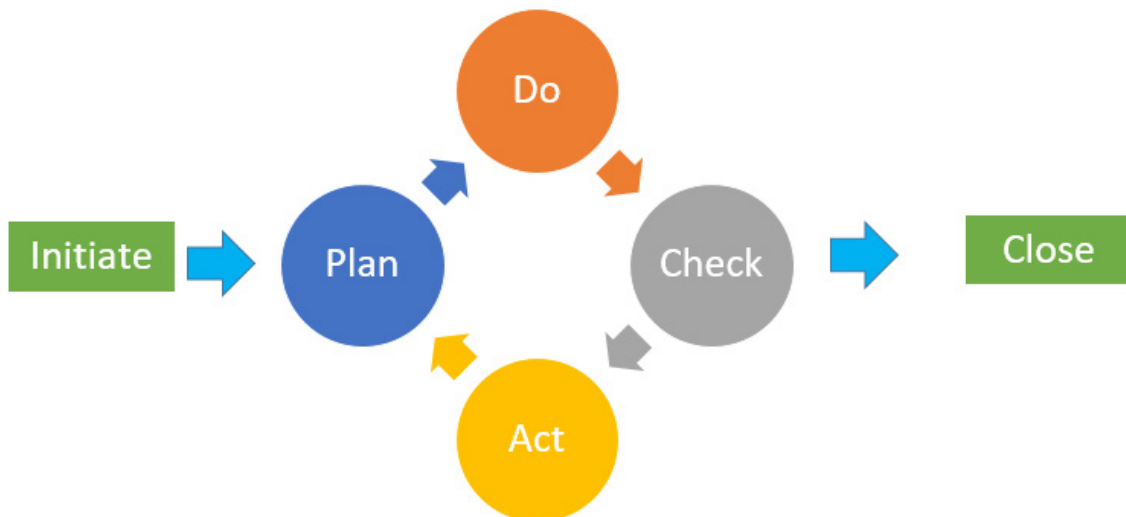 Do
Initiate
Plan
Check
Close
Act